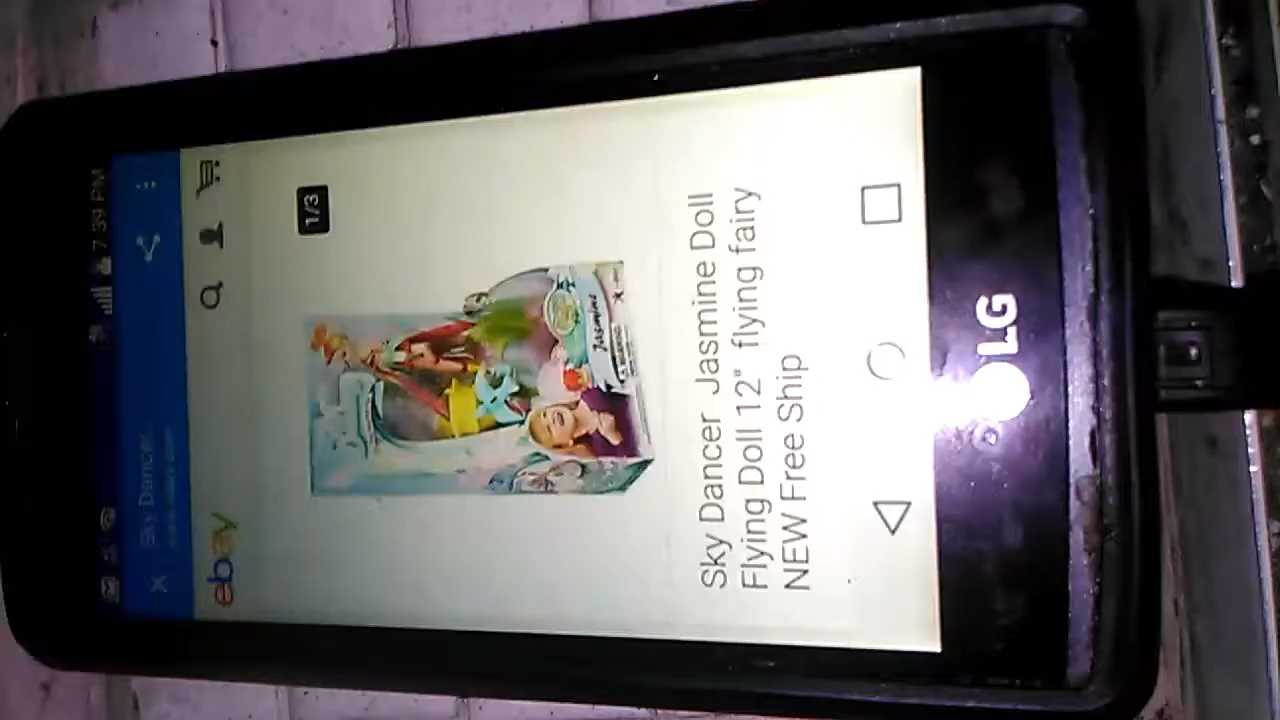 7:39 PM
Sky Dancer
ebay
1/3
Jasmine
Sky Dancer Jasmine Doll
Flying Doll 12" flying fairy
NEW Free Ship
LG